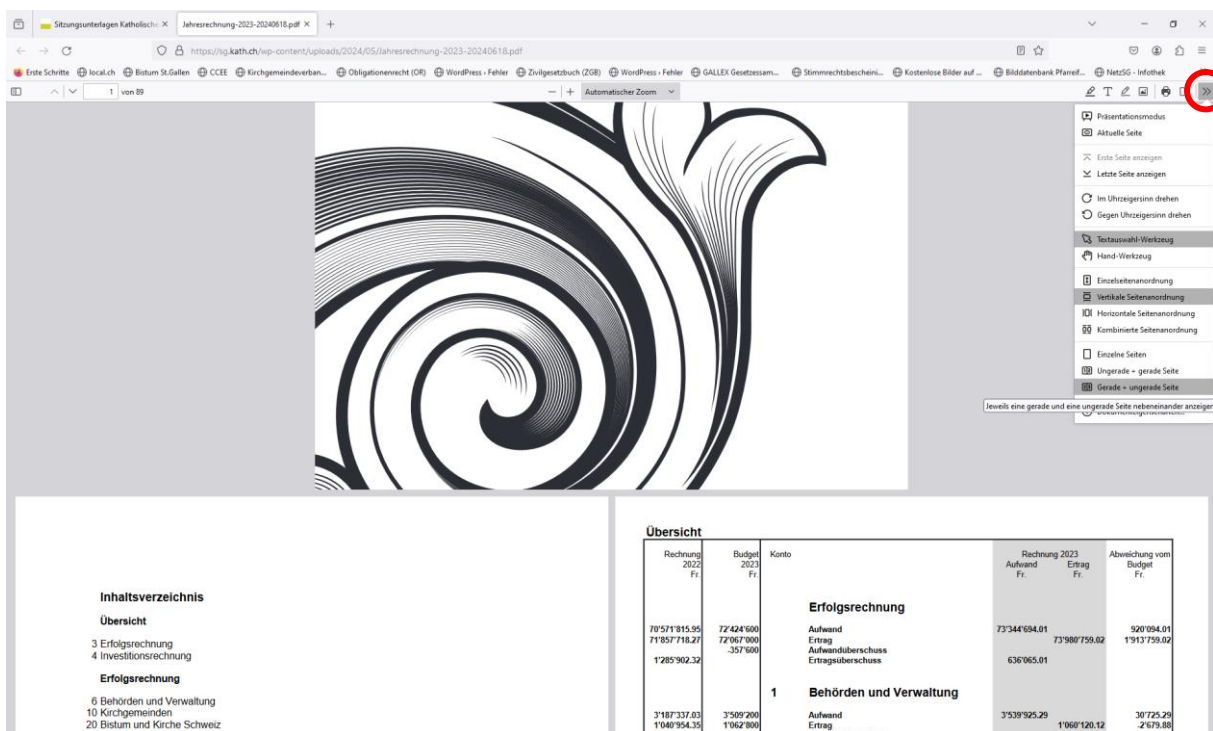 Sitzungsunterlagen Katholische
Jahresrechnung-2023-20240618.pdf
https://sg.kath.ch/wp-content/uploads/2024/05/Jahresrechnung-2023-20240618.pdf
Erste Schritte local.ch Bistum St.Gallen CCEE Kirchgemeindeverban... Obligationenrecht (OR) WordPress › Fehler Zivilgesetzbuch (ZGB) WordPress › Fehler GALLEX Gesetzessam... Stimmrechtsbescheini... Kostenlose Bilder auf ... Bilddatenbank Pfarreif... NetzSG - Infothek
1 von 89 Automatischer Zoom
Präsentationsmodus
Aktuelle Seite
Erste Seite anzeigen
Letzte Seite anzeigen
Im Uhrzeigersinn drehen
Gegen Uhrzeigersinn drehen
Textauswahl-Werkzeug
Hand-Werkzeug
Einzelseitenanordnung
Vertikale Seitenanordnung
Horizontale Seitenanordnung
Kombinierte Seitenanordnung
Einzelne Seiten
Ungerade + gerade Seite
Gerade + ungerade Seite
Jeweils eine gerade und eine ungerade Seite nebeneinander anzeigen
Inhaltsverzeichnis
Übersicht
3 Erfolgsrechnung
4 Investitionsrechnung
Erfolgsrechnung
6 Behörden und Verwaltung
10 Kirchgemeinden
20 Bistum und Kirche Schweiz
Übersicht
Rechnung Budget Konto Rechnung 2023 Abweichung vom
2022 2023 Aufwand Ertrag Budget
Fr. Fr. Fr. Fr. Fr.
Erfolgsrechnung
70'571'815.95 72'424'600 Aufwand 73'344'694.01 920'094.01
71'857'718.27 72'067'000 Ertrag 73'980'759.02 1'913'759.02
-357'600 Aufwandüberschuss
1'285'902.32 Ertragsüberschuss 636'065.01
1 Behörden und Verwaltung
3'187'337.03 3'509'200 Aufwand 3'539'925.29 30'725.29
1'040'954.35 1'062'800 Ertrag 1'060'120.12 -2'679.88